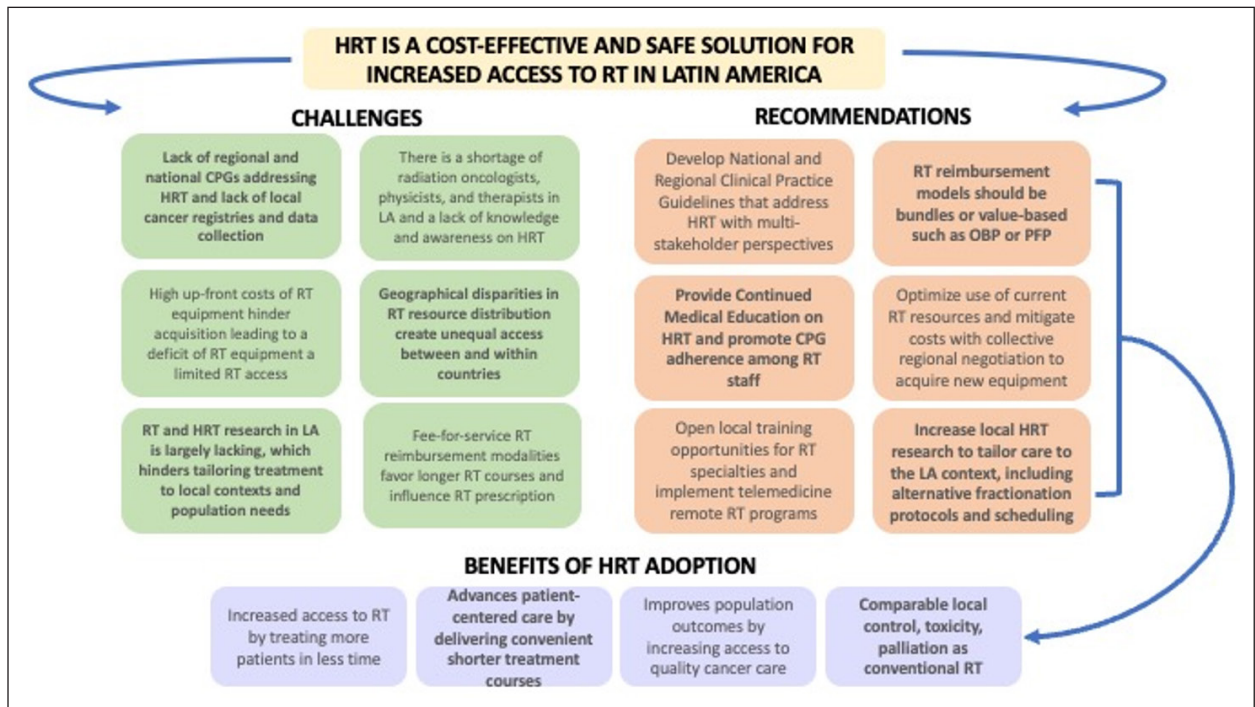 HRT IS A COST-EFFECTIVE AND SAFE SOLUTION FOR
INCREASED ACCESS TO RT IN LATIN AMERICA
CHALLENGES
Lack of regional and
national CPGs addressing
HRT and lack of local
cancer registries and data
collection
There is a shortage of
radiation oncologists,
physicists, and therapists in
LA and a lack of knowledge
and awareness on HRT
High up-front costs of RT
equipment hinder
acquisition leading to a
deficit of RT equipment a
limited RT access
Geographical disparities in
RT resource distribution
create unequal access
between and within
countries
RT and HRT research in LA
is largely lacking, which
hinders tailoring treatment
to local contexts and
population needs
Fee-for-service RT
reimbursement modalities
favor longer RT courses and
influence RT prescription
RECOMMENDATIONS
Develop National and
Regional Clinical Practice
Guidelines that address
HRT with multi-
stakeholder perspectives
RT reimbursement
models should be
bundles or value-based
such as OBP or PFP
Provide Continued
Medical Education on
HRT and promote CPG
adherence among RT
staff
Optimize use of current
RT resources and mitigate
costs with collective
regional negotiation to
acquire new equipment
Open local training
opportunities for RT
specialties and
implement telemedicine
remote RT programs
Increase local HRT
research to tailor care to
the LA context, including
alternative fractionation
protocols and scheduling
BENEFITS OF HRT ADOPTION
Increased access to RT
by treating more
patients in less time
Advances patient-
centered care by
delivering convenient
shorter treatment
courses
Improves population
outcomes by
increasing access to
quality cancer care
Comparable local
control, toxicity,
palliation as
conventional RT